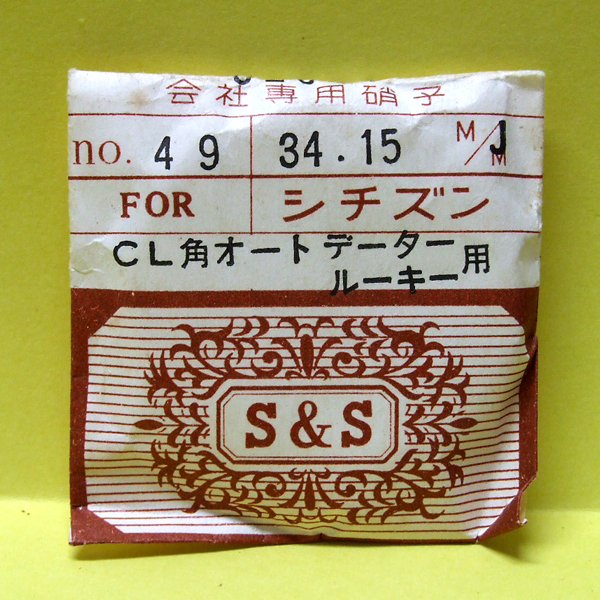 会社専用硝子
no. 49 34.15 M/M J
FOR シチズン
CL角オートデーター用
ルーキー
S&S